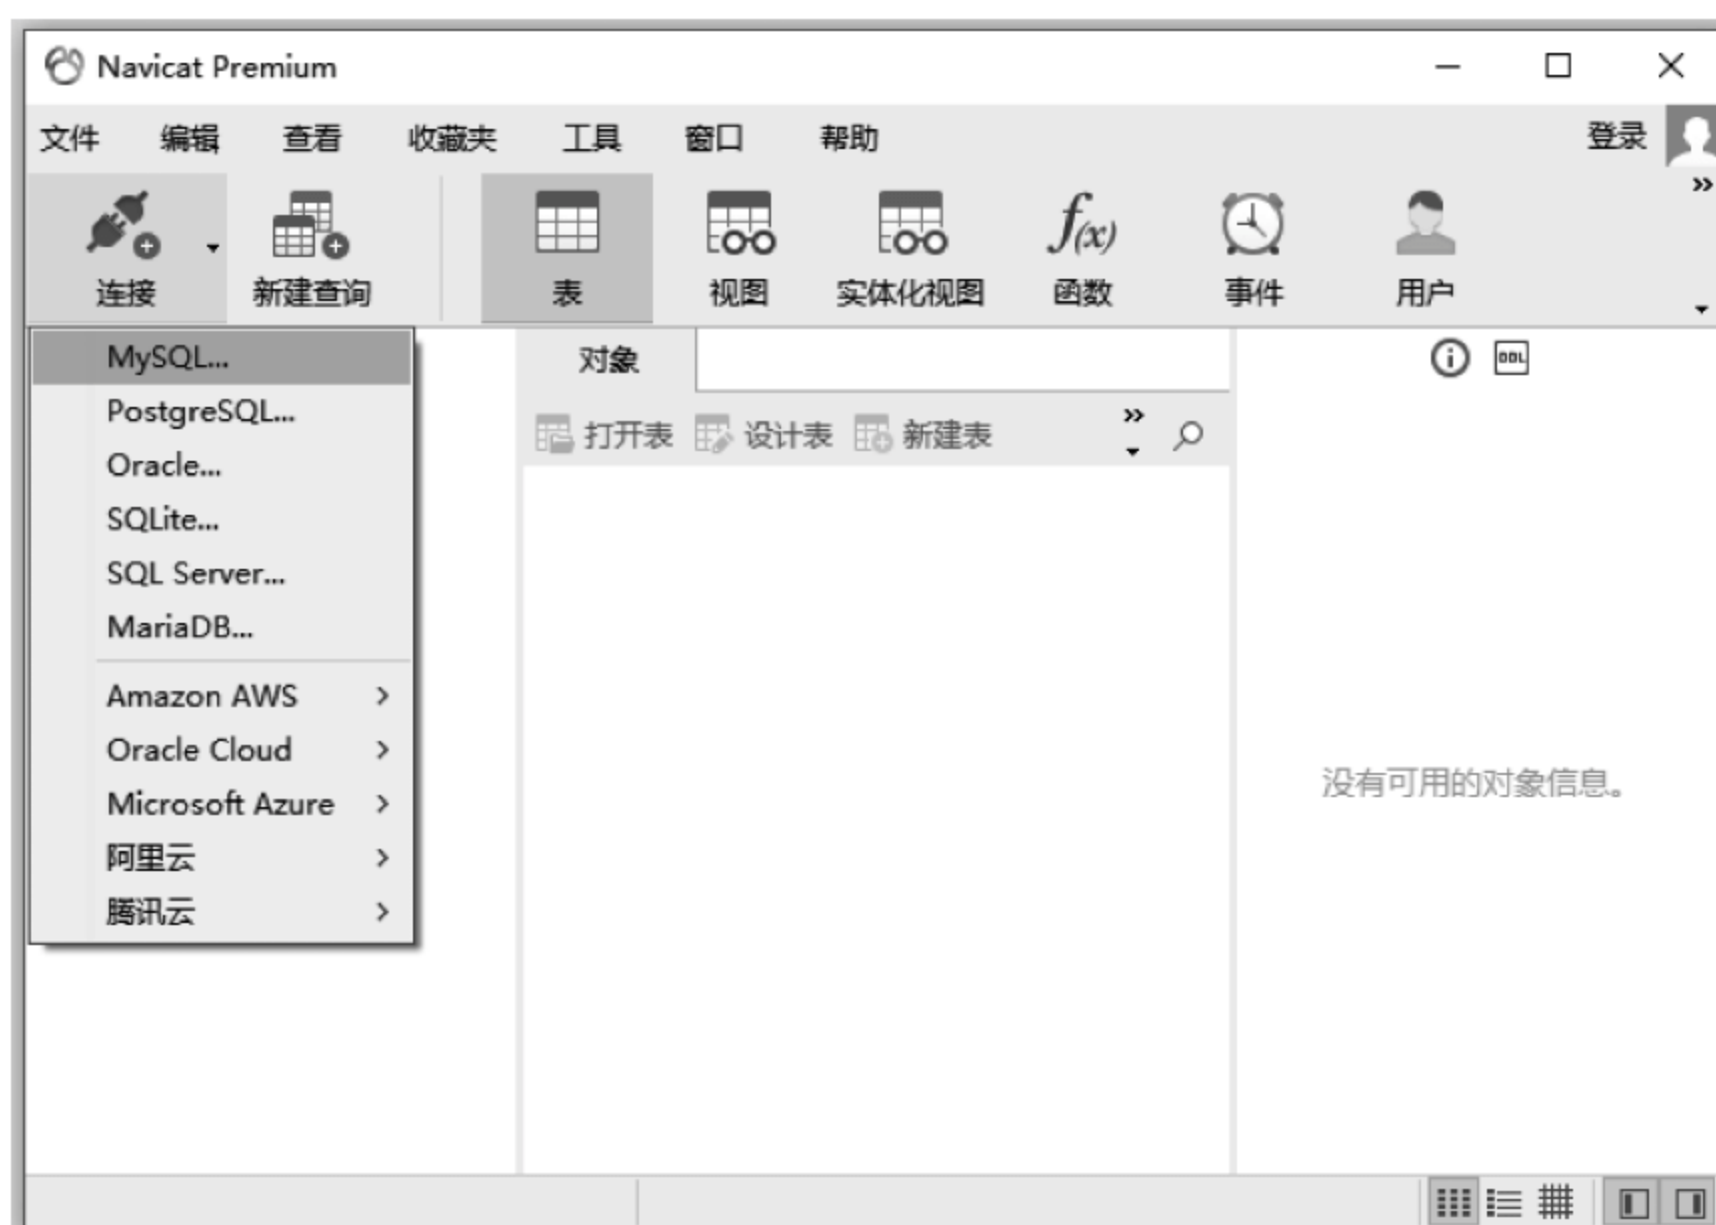 Navicat Premium
文件 编辑 查看 收藏夹 工具 窗口 帮助 登录
连接 新建查询 表 视图 实体化视图 f(x) 函数 事件 用户
MySQL...
PostgreSQL...
Oracle...
SQLite...
SQL Server...
MariaDB...
Amazon AWS
Oracle Cloud
Microsoft Azure
阿里云
腾讯云
对象
打开表 设计表 新建表
DDL
没有可用的对象信息。